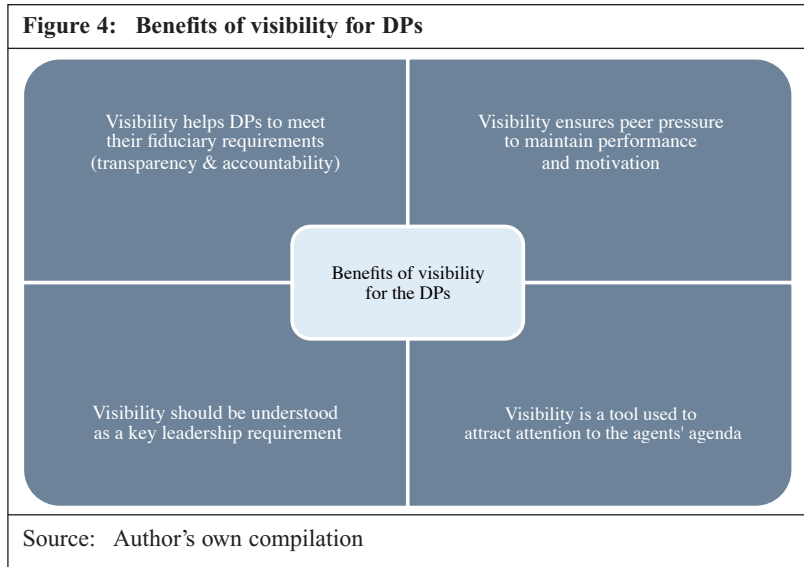 Figure 4: Benefits of visibility for DPs
Visibility helps DPs to meet
their fiduciary requirements
(transparency & accountability)
Visibility ensures peer pressure
to maintain performance
and motivation
Benefits of visibility
for the DPs
Visibility should be understood
as a key leadership requirement
Visibility is a tool used to
attract attention to the agents' agenda
Source: Author’s own compilation